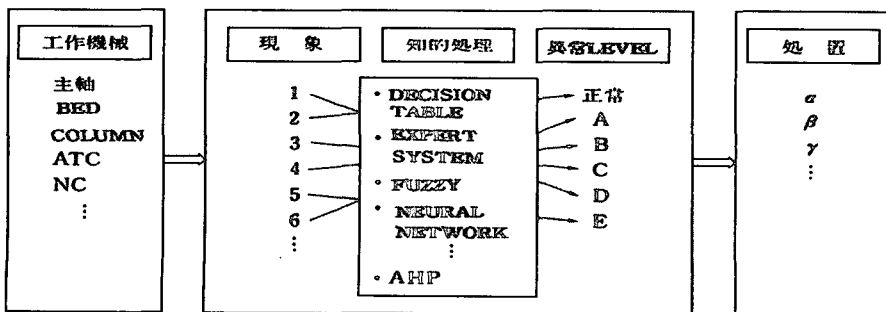 工作機械
主軸
BED
COLUMN
ATC
NC
⋮
現象
1
2
3
4
5
6
⋮
知的処理
• DECISION
TABLE
• EXPERT
SYSTEM
• FUZZY
• NEURAL
NETWORK
⋮
• AHP
異常LEVEL
正常
A
B
C
D
E
処置
α
β
γ
⋮